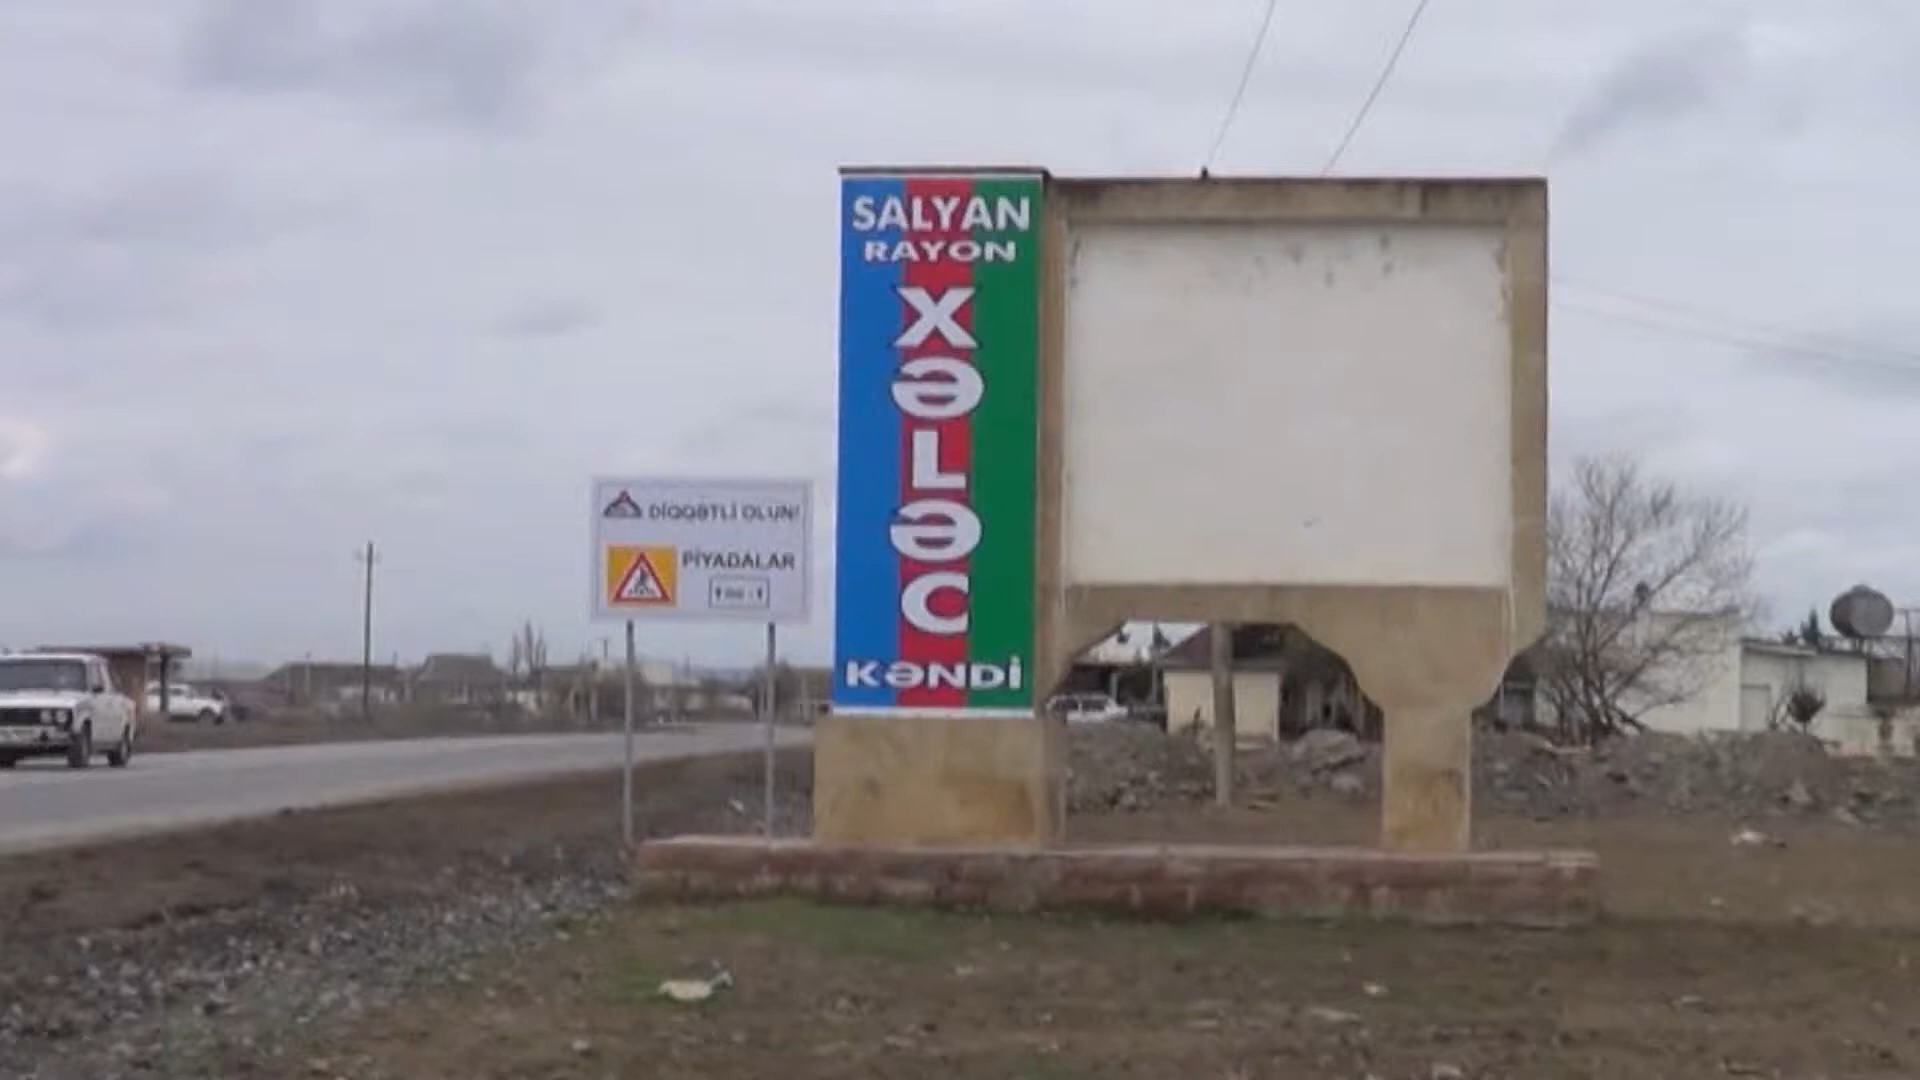 SALYAN
RAYON
XƏLƏC
KƏNDİ
DİQQƏTLİ OLUN!
PİYADALAR